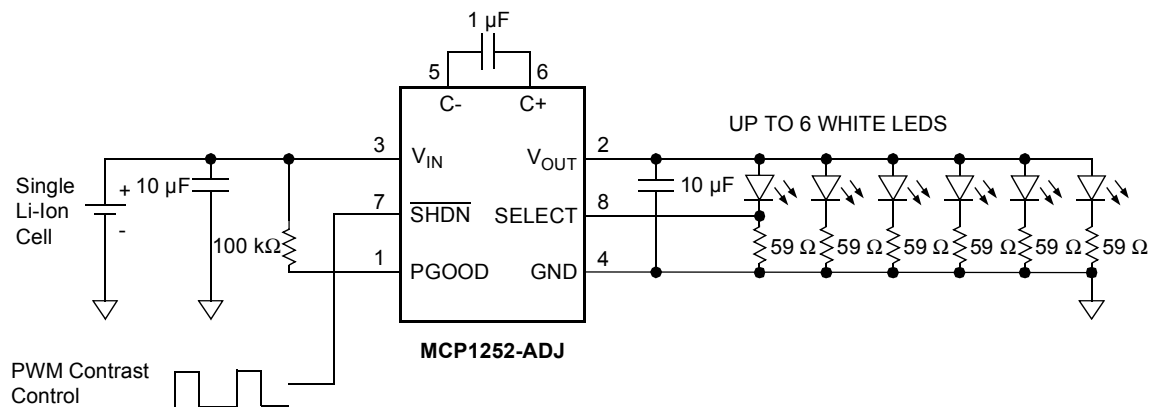 1 µF
5
6
C-
C+
UP TO 6 WHITE LEDS
3
VIN
VOUT
2
Single
Li-Ion
Cell
+
-
10 µF
10 µF
7
SHDN
SELECT
8
100 kΩ
59 Ω
59 Ω
59 Ω
59 Ω
59 Ω
59 Ω
1
PGOOD
GND
4
MCP1252-ADJ
PWM Contrast
Control